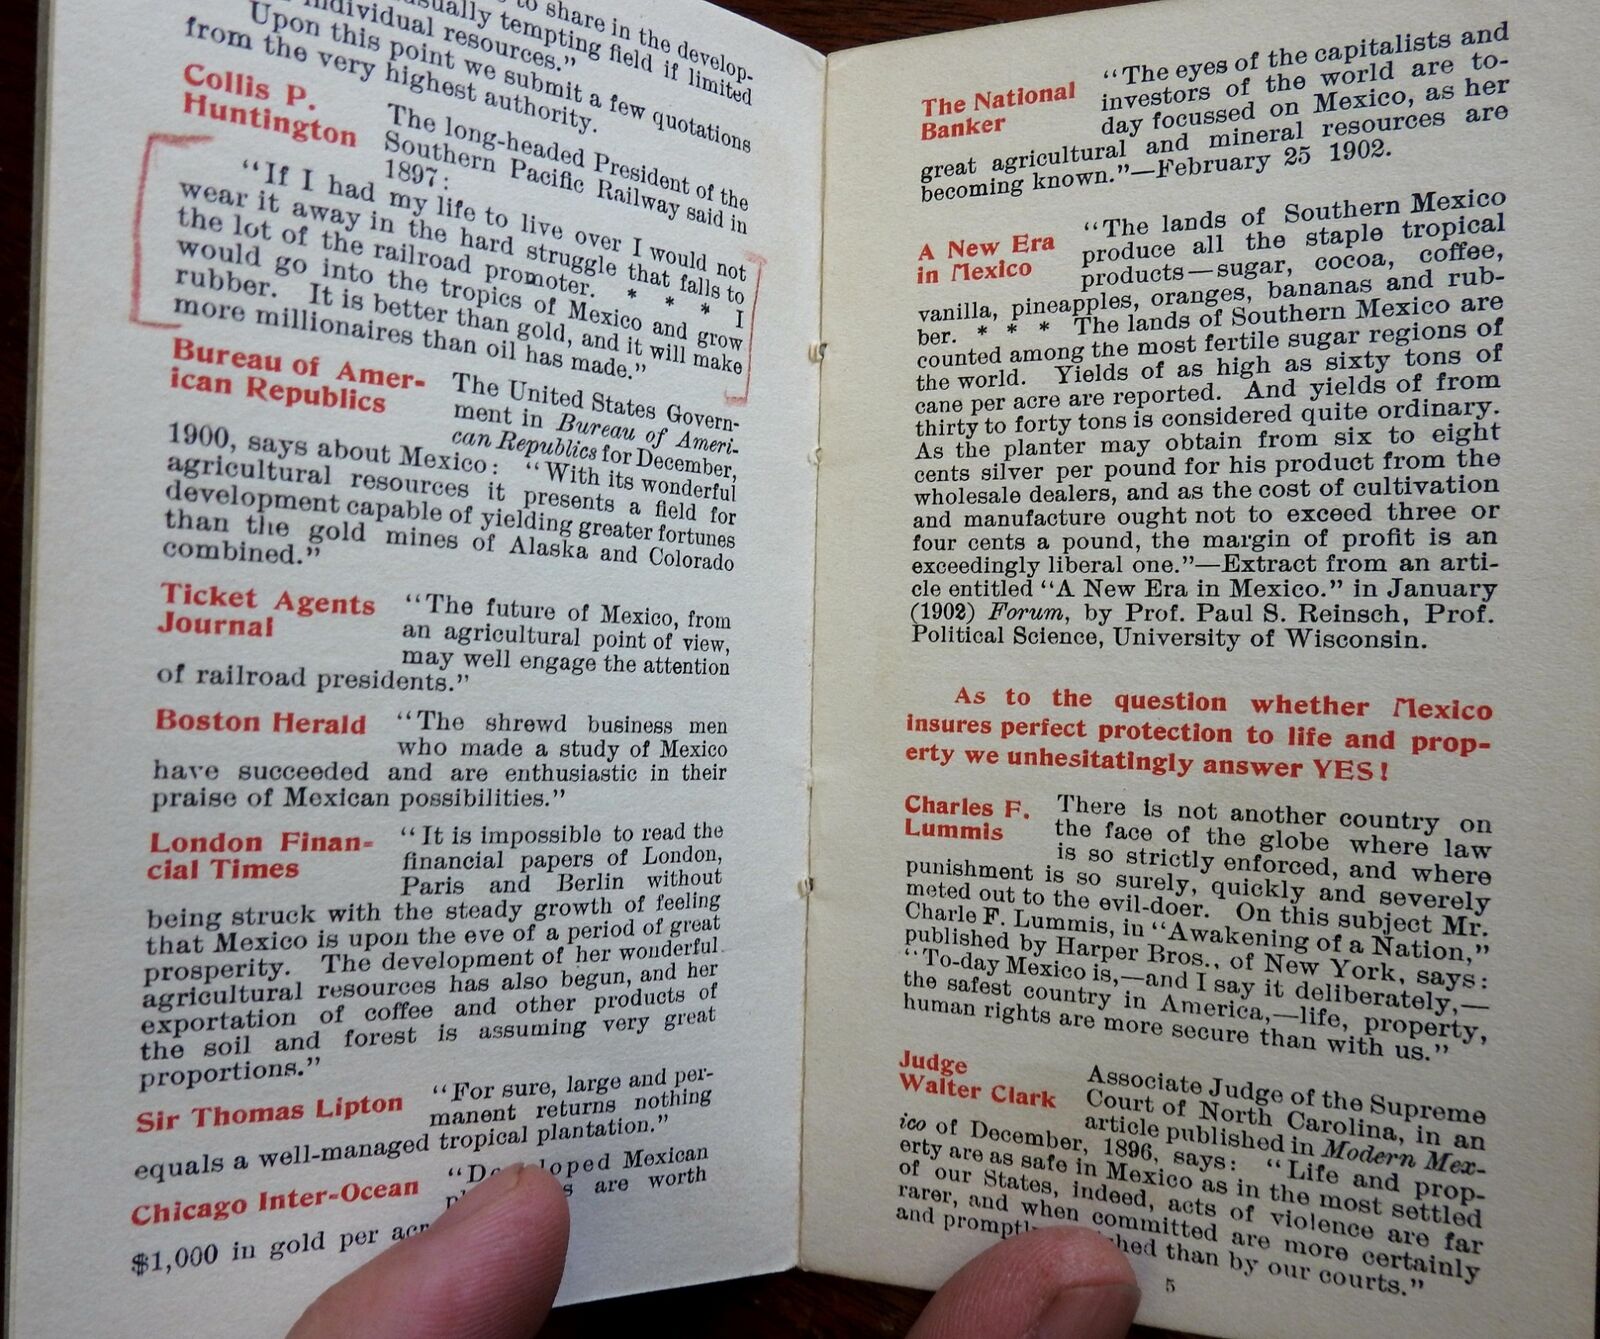 to share in the develop-
usually tempting field if limited
individual resources."
Upon this point we submit a few quotations
from the very highest authority.
Collis P.
Huntington
The long-headed President of the
Southern Pacific Railway said in
1897:
"If I had my life to live over I would not
wear it away in the hard struggle that falls to
the lot of the railroad promoter. * * * I
would go into the tropics of Mexico and grow
rubber. It is better than gold, and it will make
more millionaires than oil has made."
Bureau of Amer-
ican Republics
The United States Govern-
ment in Bureau of Ameri-
can Republics for December,
1900, says about Mexico: "With its wonderful
agricultural resources it presents a field for
development capable of yielding greater fortunes
than the gold mines of Alaska and Colorado
combined."
Ticket Agents
Journal
"The future of Mexico, from
an agricultural point of view,
may well engage the attention
of railroad presidents."
Boston Herald
"The shrewd business men
who made a study of Mexico
have succeeded and are enthusiastic in their
praise of Mexican possibilities."
London Finan-
cial Times
"It is impossible to read the
financial papers of London,
Paris and Berlin without
being struck with the steady growth of feeling
that Mexico is upon the eve of a period of great
prosperity. The development of her wonderful
agricultural resources has also begun, and her
exportation of coffee and other products of
the soil and forest is assuming very great
proportions."
Sir Thomas Lipton
"For sure, large and per-
manent returns nothing
equals a well-managed tropical plantation."
Chicago Inter-Ocean
"Developed Mexican
are worth
$1,000 in gold per acr
The National
Banker
"The eyes of the capitalists and
investors of the world are to-
day focussed on Mexico, as her
great agricultural and mineral resources are
becoming known."—February 25 1902.
A New Era
in Mexico
"The lands of Southern Mexico
produce all the staple tropical
products—sugar, cocoa, coffee,
vanilla, pineapples, oranges, bananas and rub-
ber. * * * The lands of Southern Mexico are
counted among the most fertile sugar regions of
the world. Yields of as high as sixty tons of
cane per acre are reported. And yields of from
thirty to forty tons is considered quite ordinary.
As the planter may obtain from six to eight
cents silver per pound for his product from the
wholesale dealers, and as the cost of cultivation
and manufacture ought not to exceed three or
four cents a pound, the margin of profit is an
exceedingly liberal one."—Extract from an arti-
cle entitled "A New Era in Mexico." in January
(1902) Forum, by Prof. Paul S. Reinsch, Prof.
Political Science, University of Wisconsin.
As to the question whether Mexico
insures perfect protection to life and prop-
erty we unhesitatingly answer YES!
Charles F.
Lummis
There is not another country on
the face of the globe where law
is so strictly enforced, and where
punishment is so surely, quickly and severely
meted out to the evil-doer. On this subject Mr.
Charle F. Lummis, in "Awakening of a Nation,"
published by Harper Bros., of New York, says:
"To-day Mexico is,—and I say it deliberately,—
the safest country in America,—life, property,
human rights are more secure than with us."
Judge
Walter Clark
Associate Judge of the Supreme
Court of North Carolina, in an
article published in Modern Mex-
ico of December, 1896, says: "Life and prop-
erty are as safe in Mexico as in the most settled
of our States, indeed, acts of violence are far
rarer, and when committed are more certainly
and promptly than by our courts."
5